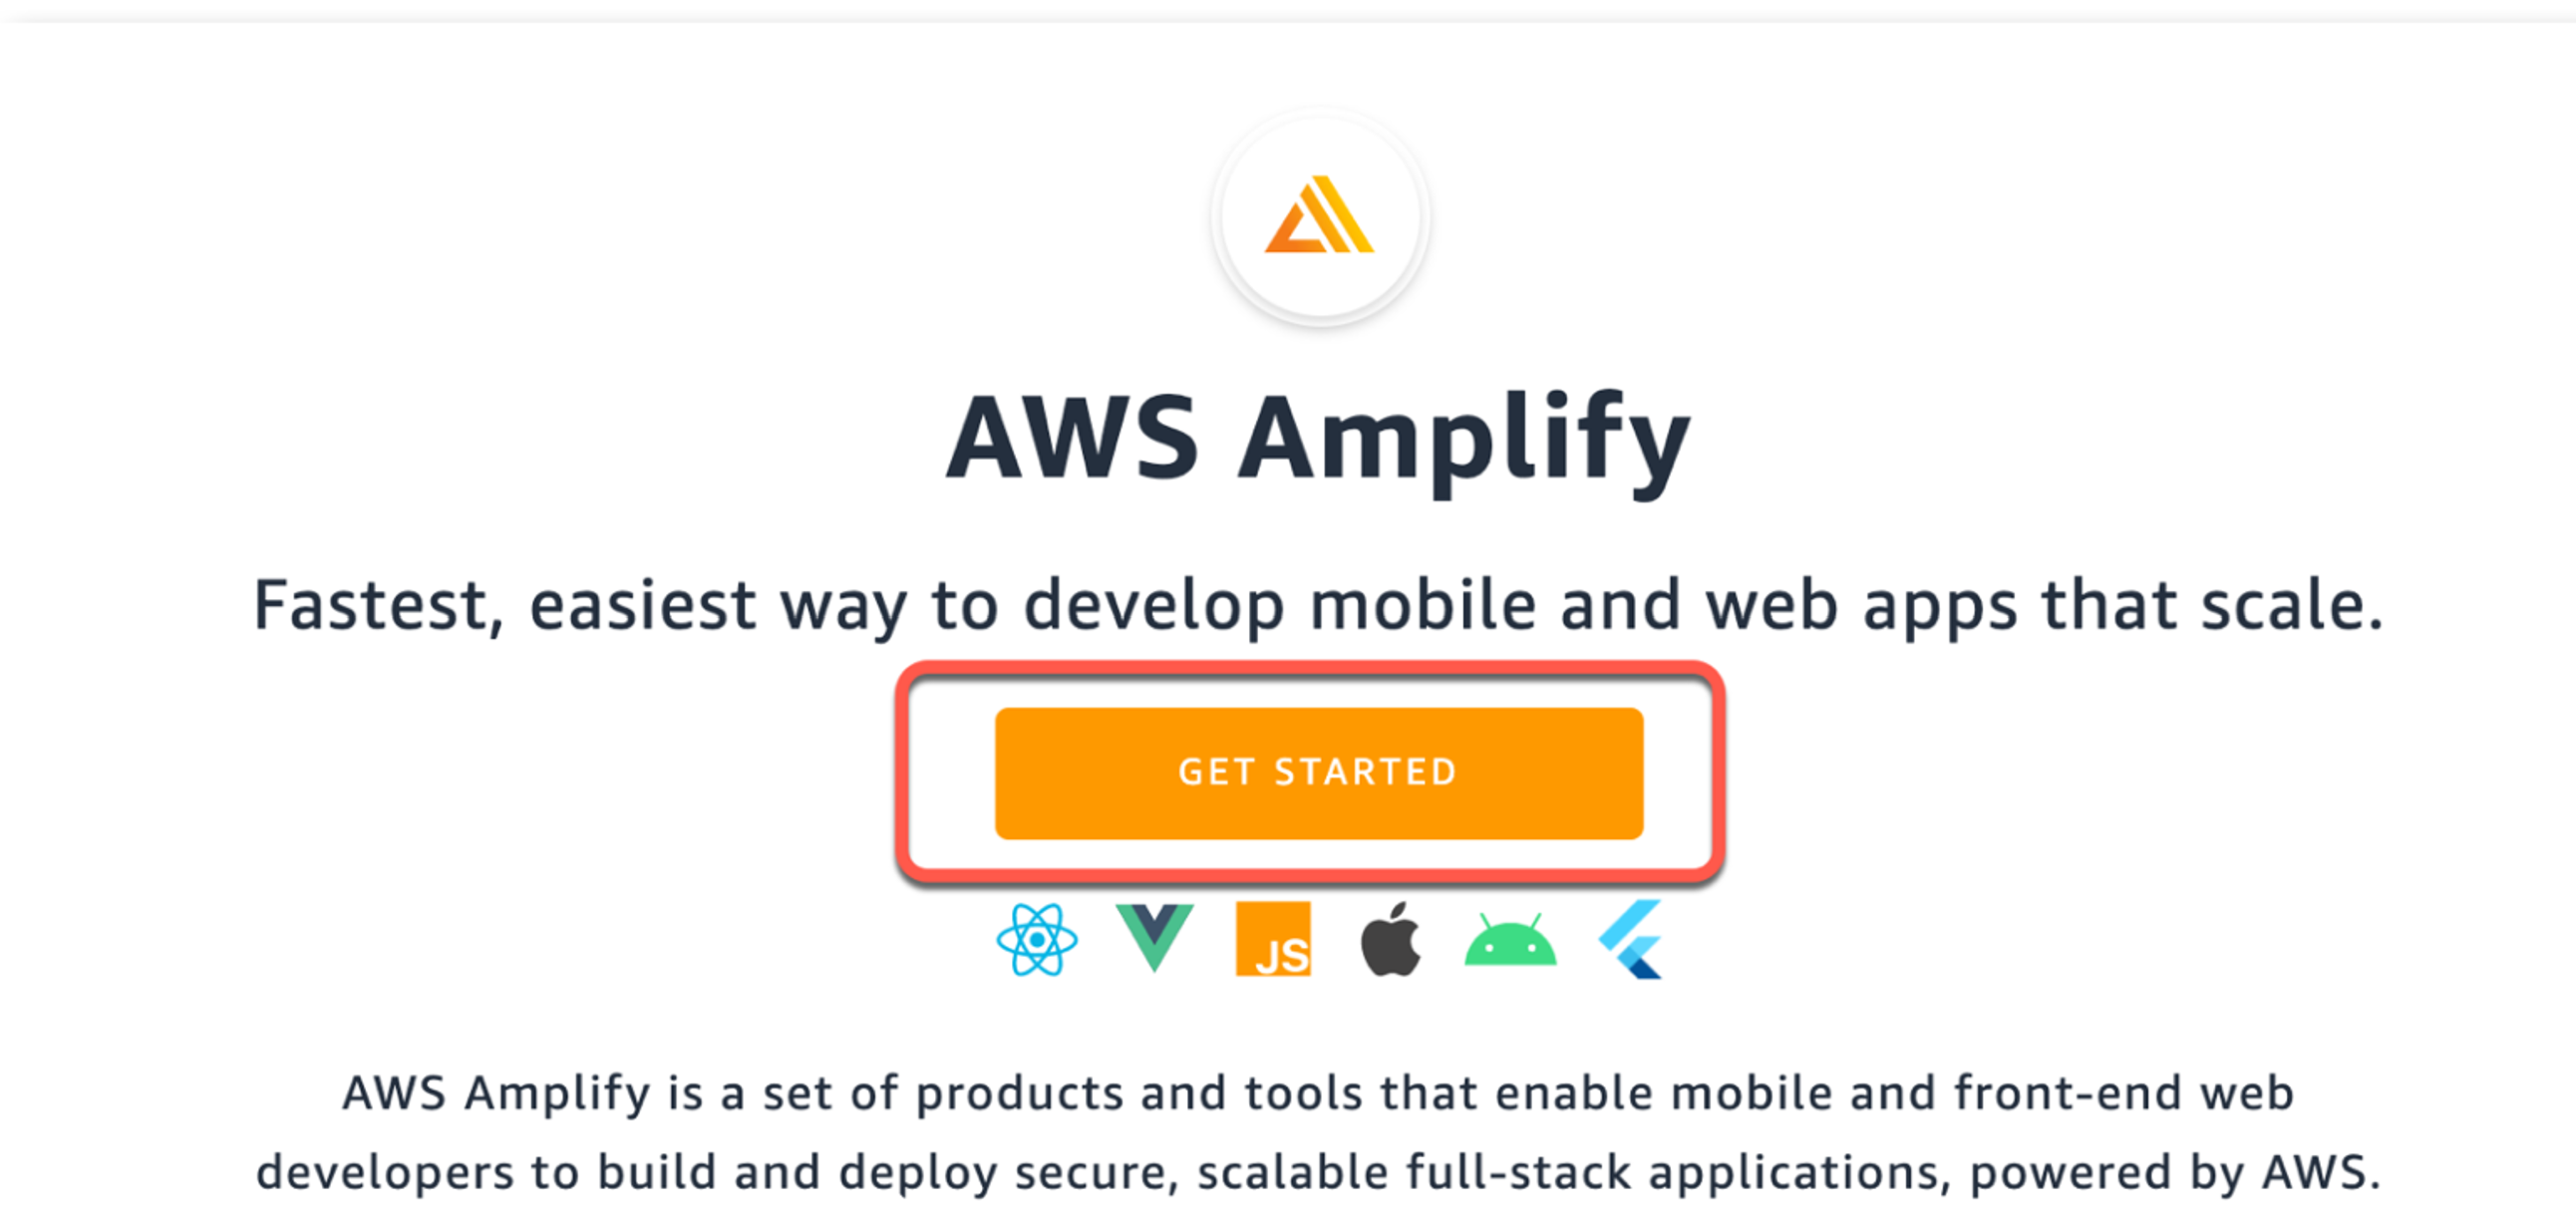 AWS Amplify
Fastest, easiest way to develop mobile and web apps that scale.
GET STARTED
JS
AWS Amplify is a set of products and tools that enable mobile and front-end web
developers to build and deploy secure, scalable full-stack applications, powered by AWS.